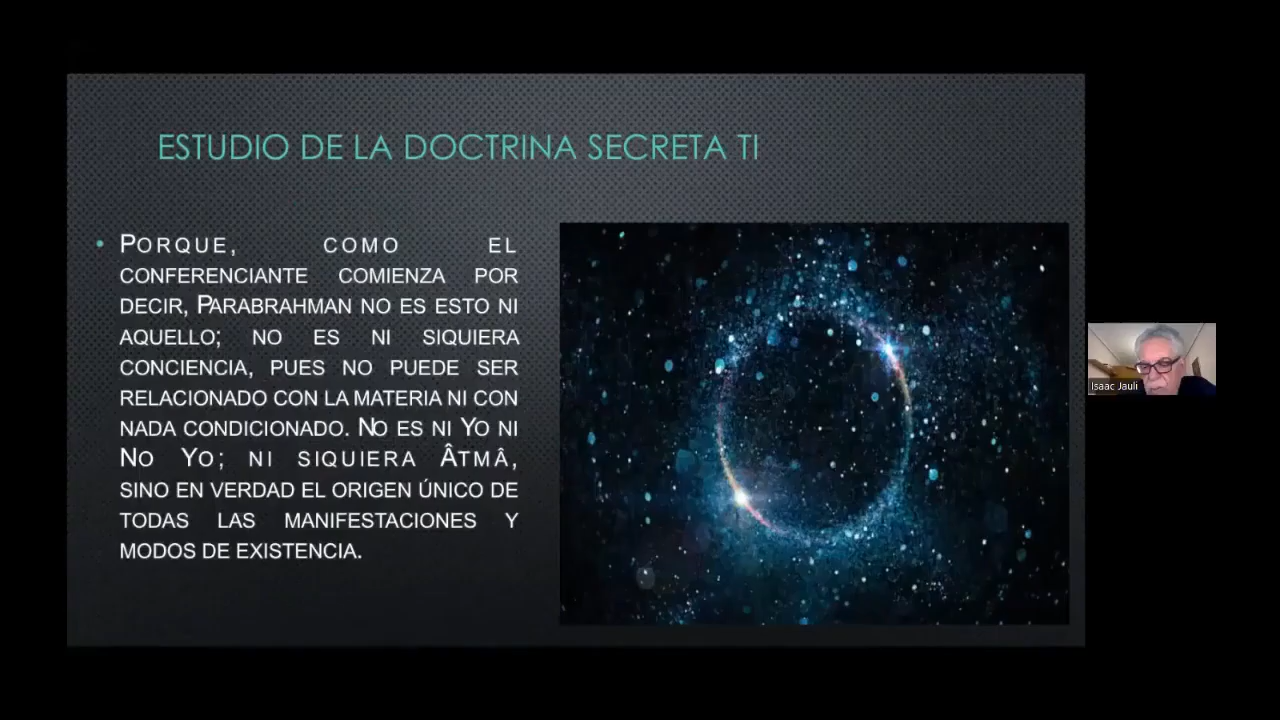 ESTUDIO DE LA DOCTRINA SECRETA TI
• PORQUE, COMO EL
CONFERENCIANTE COMIENZA POR
DECIR, PARABRAHMAN NO ES ESTO NI
AQUELLO; NO ES NI SIQUIERA
CONCIENCIA, PUES NO PUEDE SER
RELACIONADO CON LA MATERIA NI CON
NADA CONDICIONADO. NO ES NI YO NI
NO YO; NI SIQUIERA ÂTMÂ,
SINO EN VERDAD EL ORIGEN ÚNICO DE
TODAS LAS MANIFESTACIONES Y
MODOS DE EXISTENCIA.
Isaac Jauli